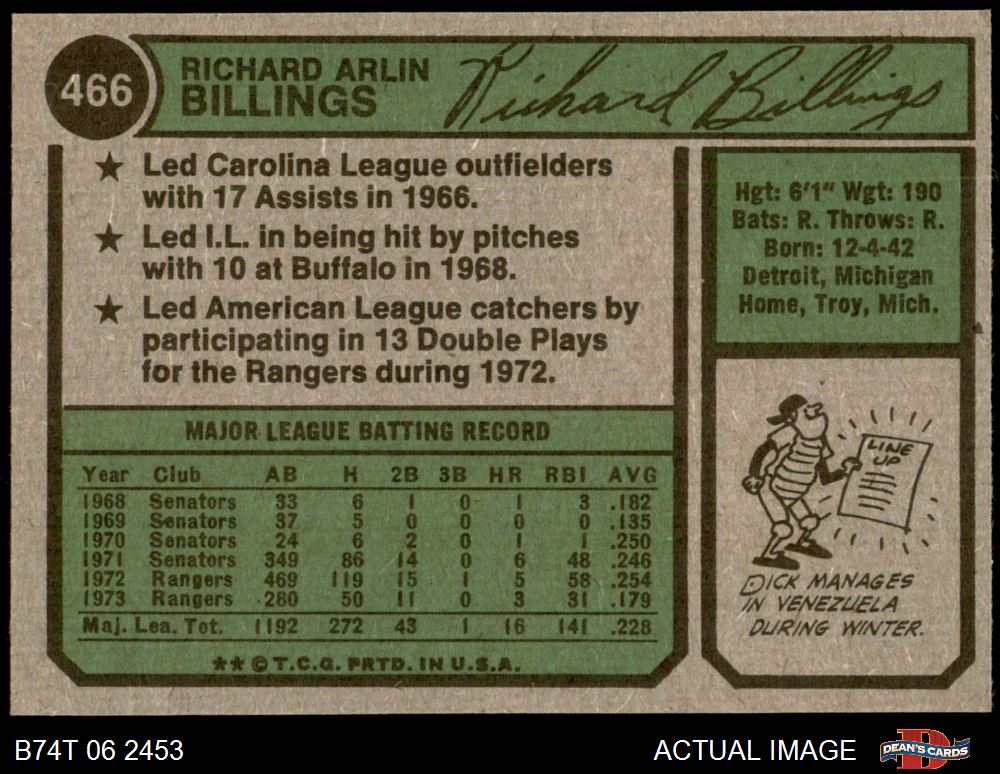 466
RICHARD ARLIN
BILLINGS
Richard Billings
★ Led Carolina League outfielders
with 17 Assists in 1966.
★ Led I.L. in being hit by pitches
with 10 at Buffalo in 1968.
★ Led American League catchers by
participating in 13 Double Plays
for the Rangers during 1972.
Hgt: 6'1" Wgt: 190
Bats: R. Throws: R.
Born: 12-4-42
Detroit, Michigan
Home, Troy, Mich.
MAJOR LEAGUE BATTING RECORD
Year Club AB H 2B 3B HR RBI AVG
1968 Senators 33 6 1 0 1 3 .182
1969 Senators 37 5 0 0 0 0 .135
1970 Senators 24 6 2 0 1 1 .250
1971 Senators 349 86 14 0 6 48 .246
1972 Rangers 469 119 15 1 5 58 .254
1973 Rangers 280 50 11 0 3 31 .179
Maj. Lea. Tot. 1192 272 43 1 16 141 .228
★★ © T.C.G. PRTD. IN U.S.A.
LINE
UP
DICK MANAGES
IN VENEZUELA
DURING WINTER.
B74T 06 2453
ACTUAL IMAGE
DEAN'S CARDS